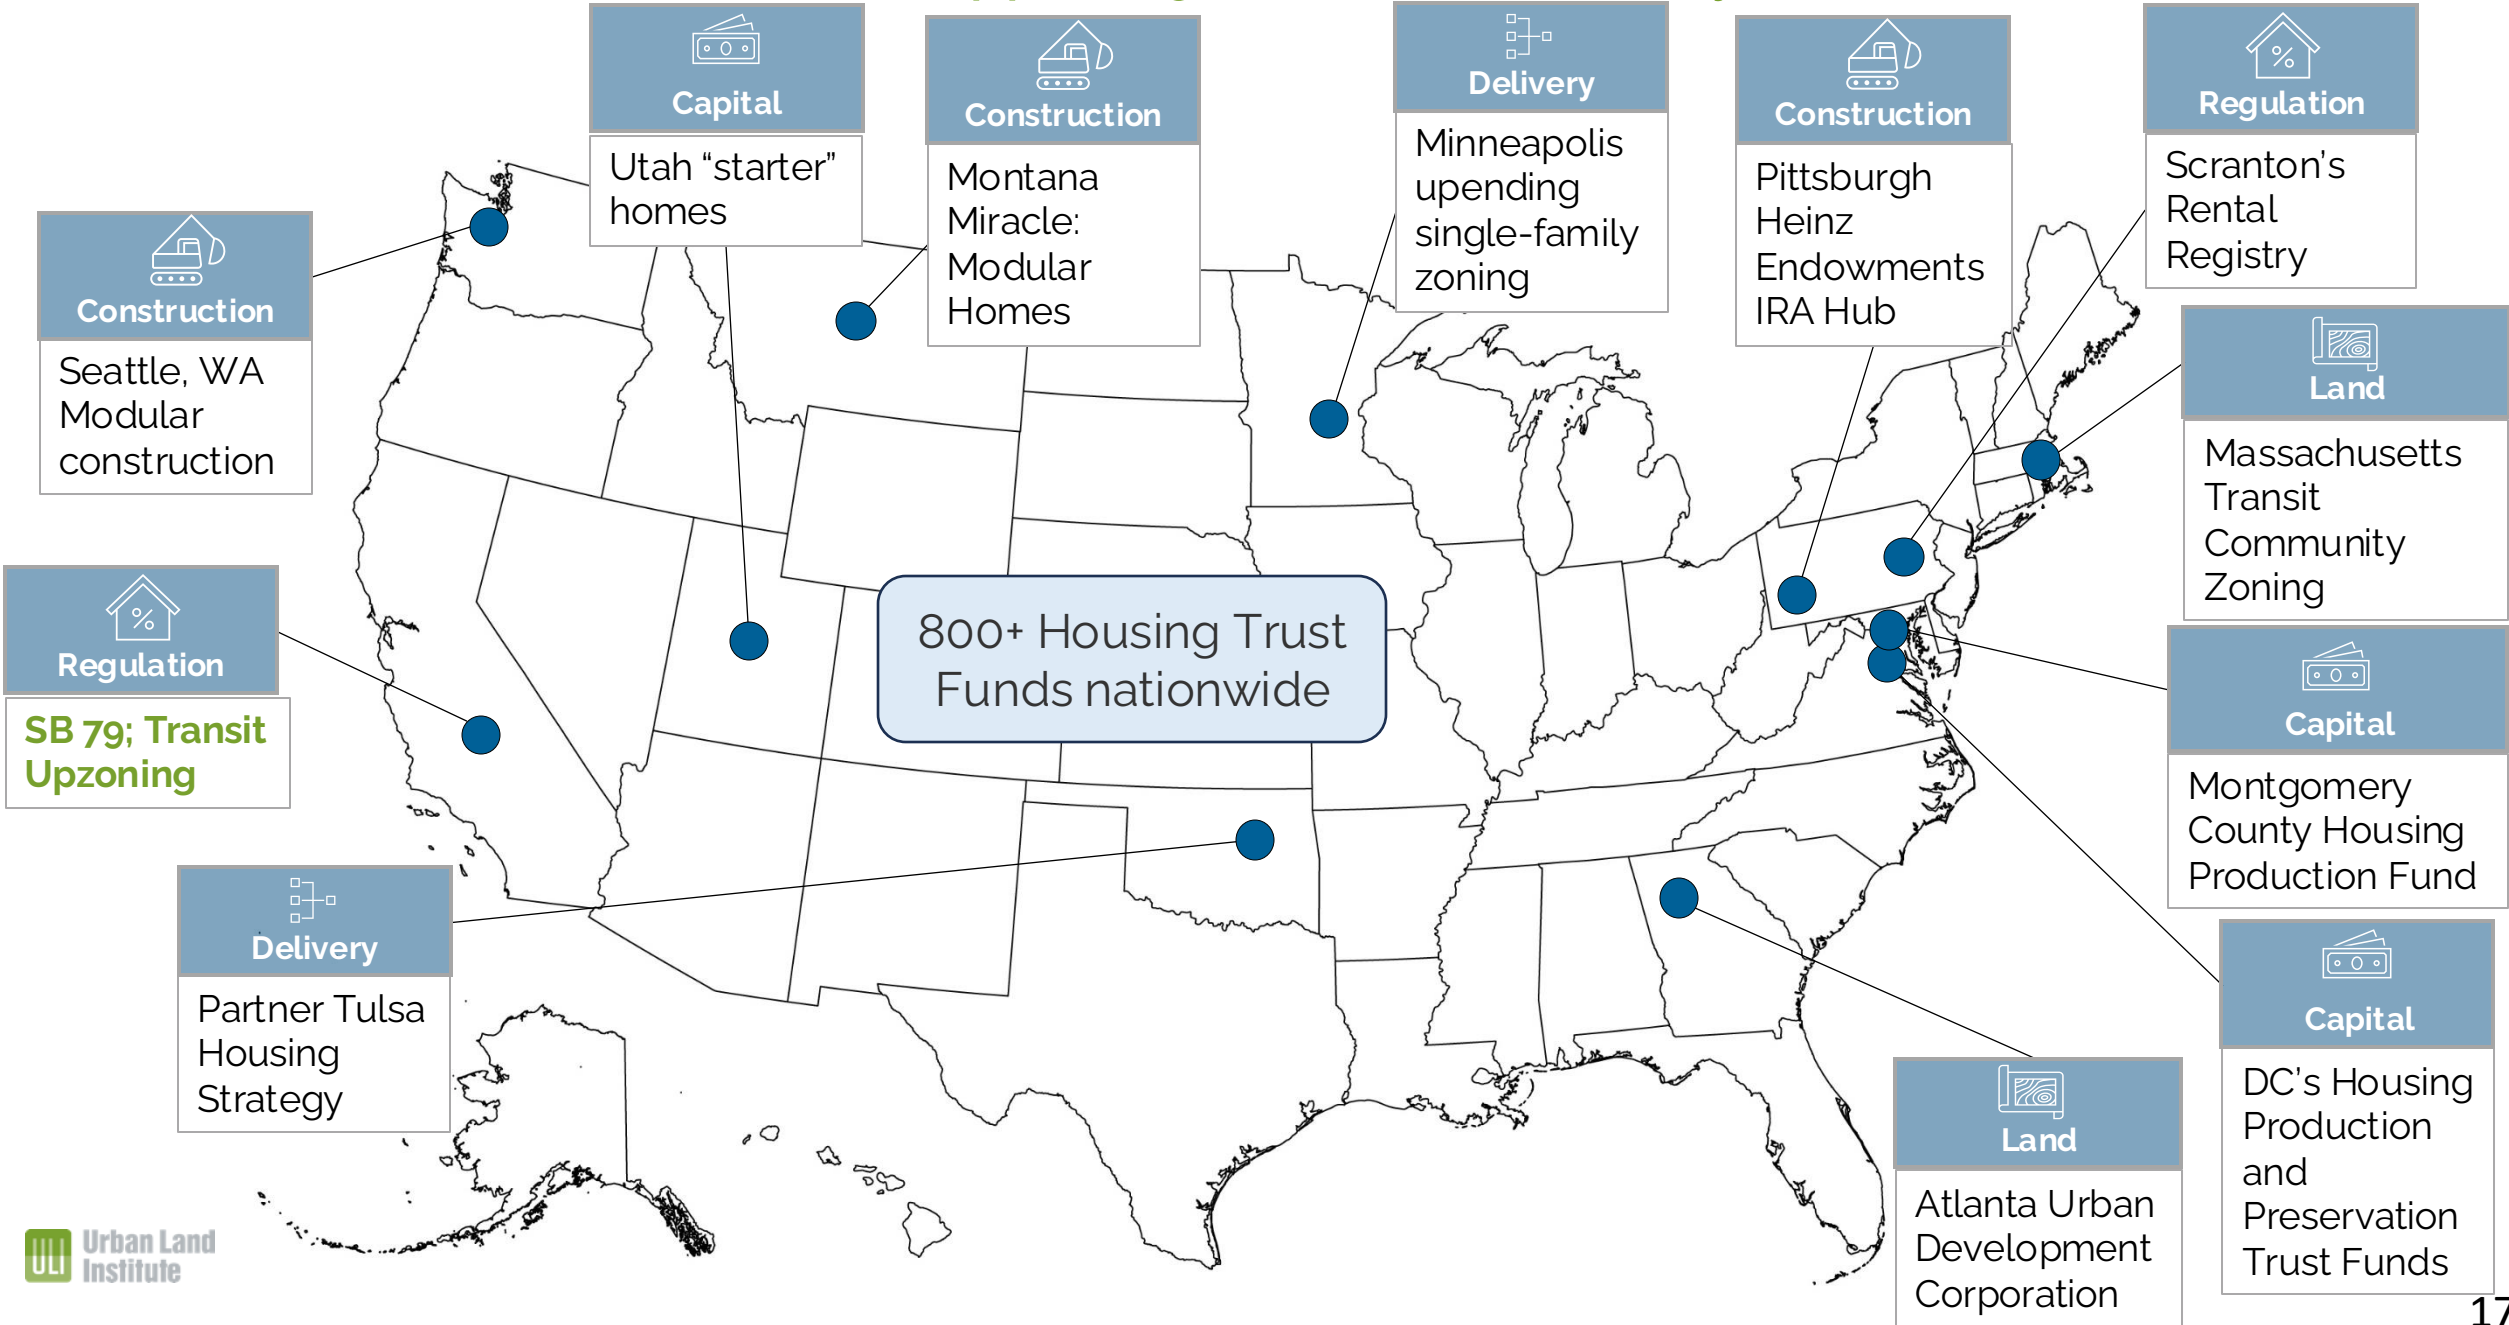 Capital
Utah “starter”
homes
Construction
Montana
Miracle:
Modular
Homes
Delivery
Minneapolis
upending
single-family
zoning
Construction
Pittsburgh
Heinz
Endowments
IRA Hub
Regulation
Scranton’s
Rental
Registry
Construction
Seattle, WA
Modular
construction
Land
Massachusetts
Transit
Community
Zoning
Regulation
SB 79; Transit
Upzoning
800+ Housing Trust
Funds nationwide
Capital
Montgomery
County Housing
Production Fund
Delivery
Partner Tulsa
Housing
Strategy
Capital
DC’s Housing
Production
and
Preservation
Trust Funds
Land
Atlanta Urban
Development
Corporation
ULI
Urban Land
Institute
17